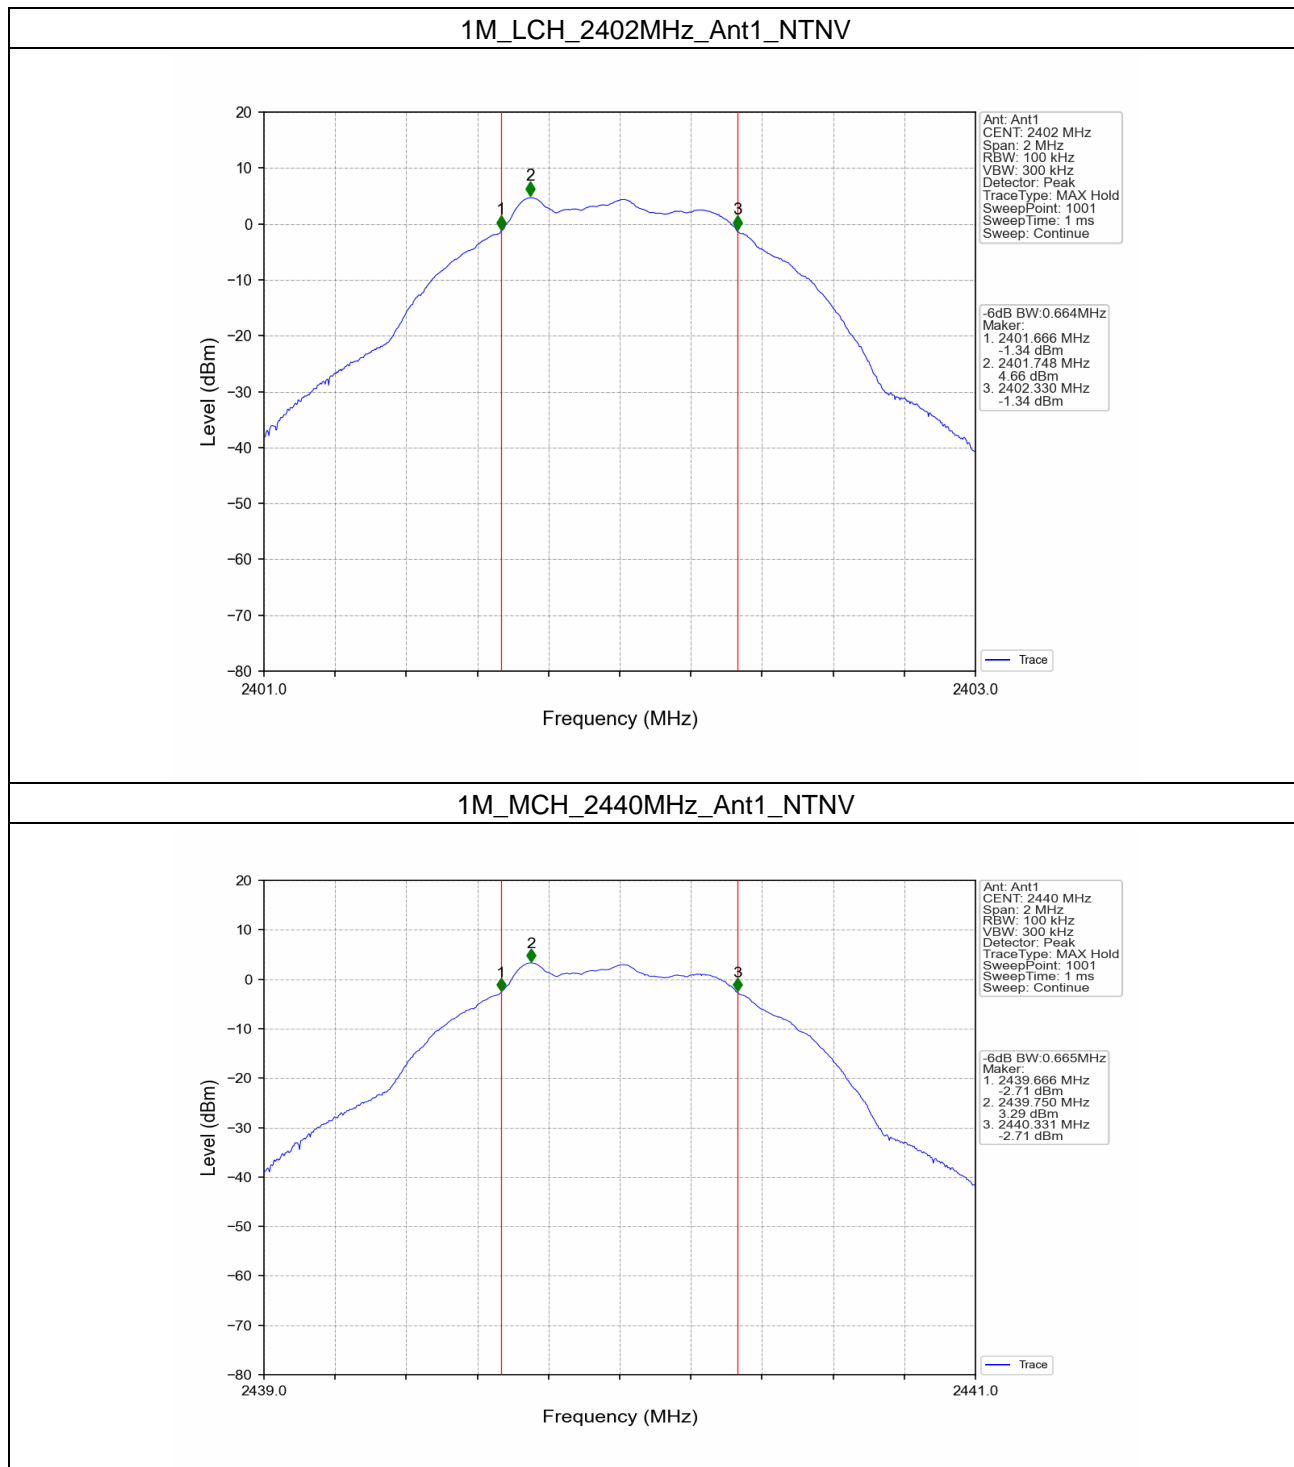 1M_LCH_2402MHz_Ant1_NTNV
20
10
0
−10
−20
−30
−40
−50
−60
−70
−80
Level (dBm)
1
2
3
2401.0
2403.0
Frequency (MHz)
Ant: Ant1
CENT: 2402 MHz
Span: 2 MHz
RBW: 100 kHz
VBW: 300 kHz
Detector: Peak
TraceType: MAX Hold
SweepPoint: 1001
SweepTime: 1 ms
Sweep: Continue
-6dB BW:0.664MHz
Maker:
1. 2401.666 MHz
-1.34 dBm
2. 2401.748 MHz
4.66 dBm
3. 2402.330 MHz
-1.34 dBm
Trace
1M_MCH_2440MHz_Ant1_NTNV
20
10
0
−10
−20
−30
−40
−50
−60
−70
−80
Level (dBm)
1
2
3
2439.0
2441.0
Frequency (MHz)
Ant: Ant1
CENT: 2440 MHz
Span: 2 MHz
RBW: 100 kHz
VBW: 300 kHz
Detector: Peak
TraceType: MAX Hold
SweepPoint: 1001
SweepTime: 1 ms
Sweep: Continue
-6dB BW:0.665MHz
Maker:
1. 2439.666 MHz
-2.71 dBm
2. 2439.750 MHz
3.29 dBm
3. 2440.331 MHz
-2.71 dBm
Trace